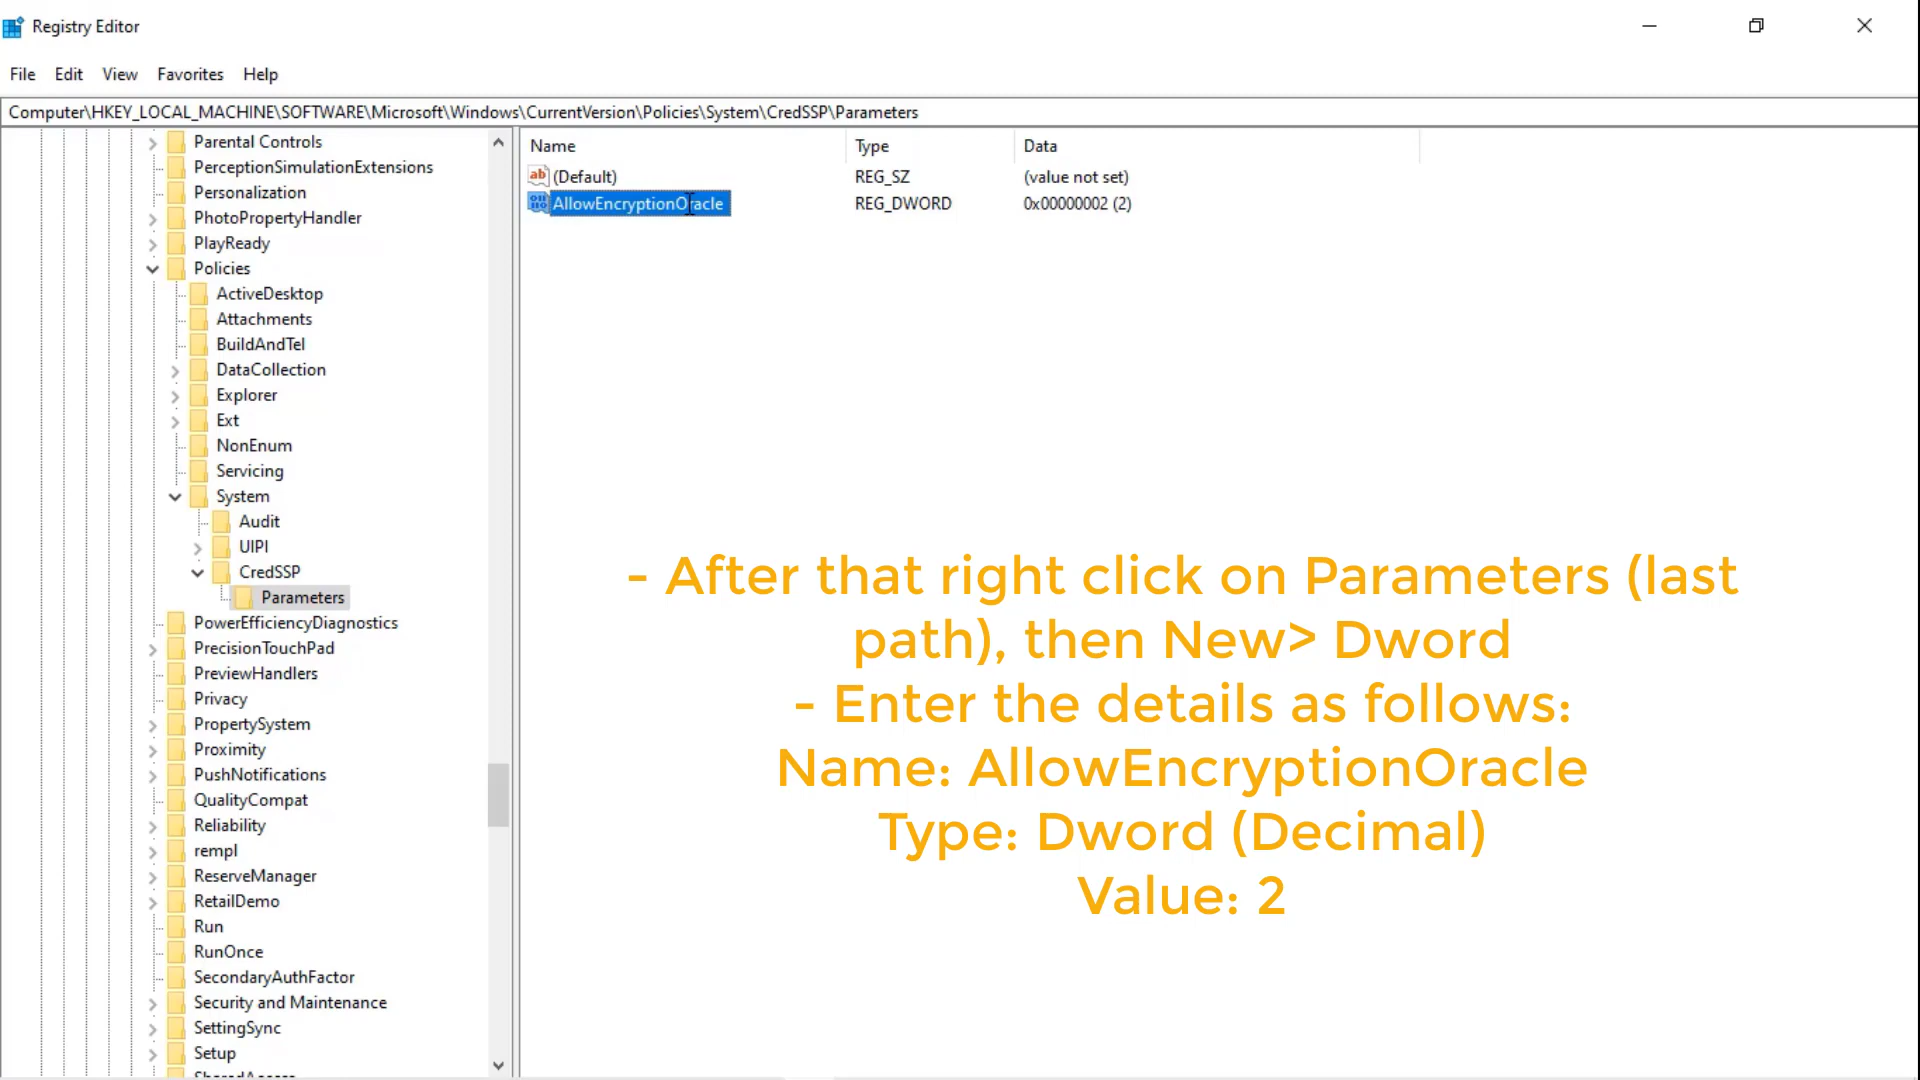 Registry Editor
File Edit View Favorites Help
Computer\HKEY_LOCAL_MACHINE\SOFTWARE\Microsoft\Windows\CurrentVersion\Policies\System\CredSSP\Parameters
Parental Controls
PerceptionSimulationExtensions
Personalization
PhotoPropertyHandler
PlayReady
Policies
ActiveDesktop
Attachments
BuildAndTel
DataCollection
Explorer
Ext
NonEnum
Servicing
System
Audit
UIPI
CredSSP
Parameters
PowerEfficiencyDiagnostics
PrecisionTouchPad
PreviewHandlers
Privacy
PropertySystem
Proximity
PushNotifications
QualityCompat
Reliability
rempl
ReserveManager
RetailDemo
Run
RunOnce
SecondaryAuthFactor
Security and Maintenance
SettingSync
Setup
Name Type Data
(Default) REG_SZ (value not set)
AllowEncryptionOracle REG_DWORD 0x00000002 (2)
- After that right click on Parameters (last
path), then New> Dword
- Enter the details as follows:
Name: AllowEncryptionOracle
Type: Dword (Decimal)
Value: 2